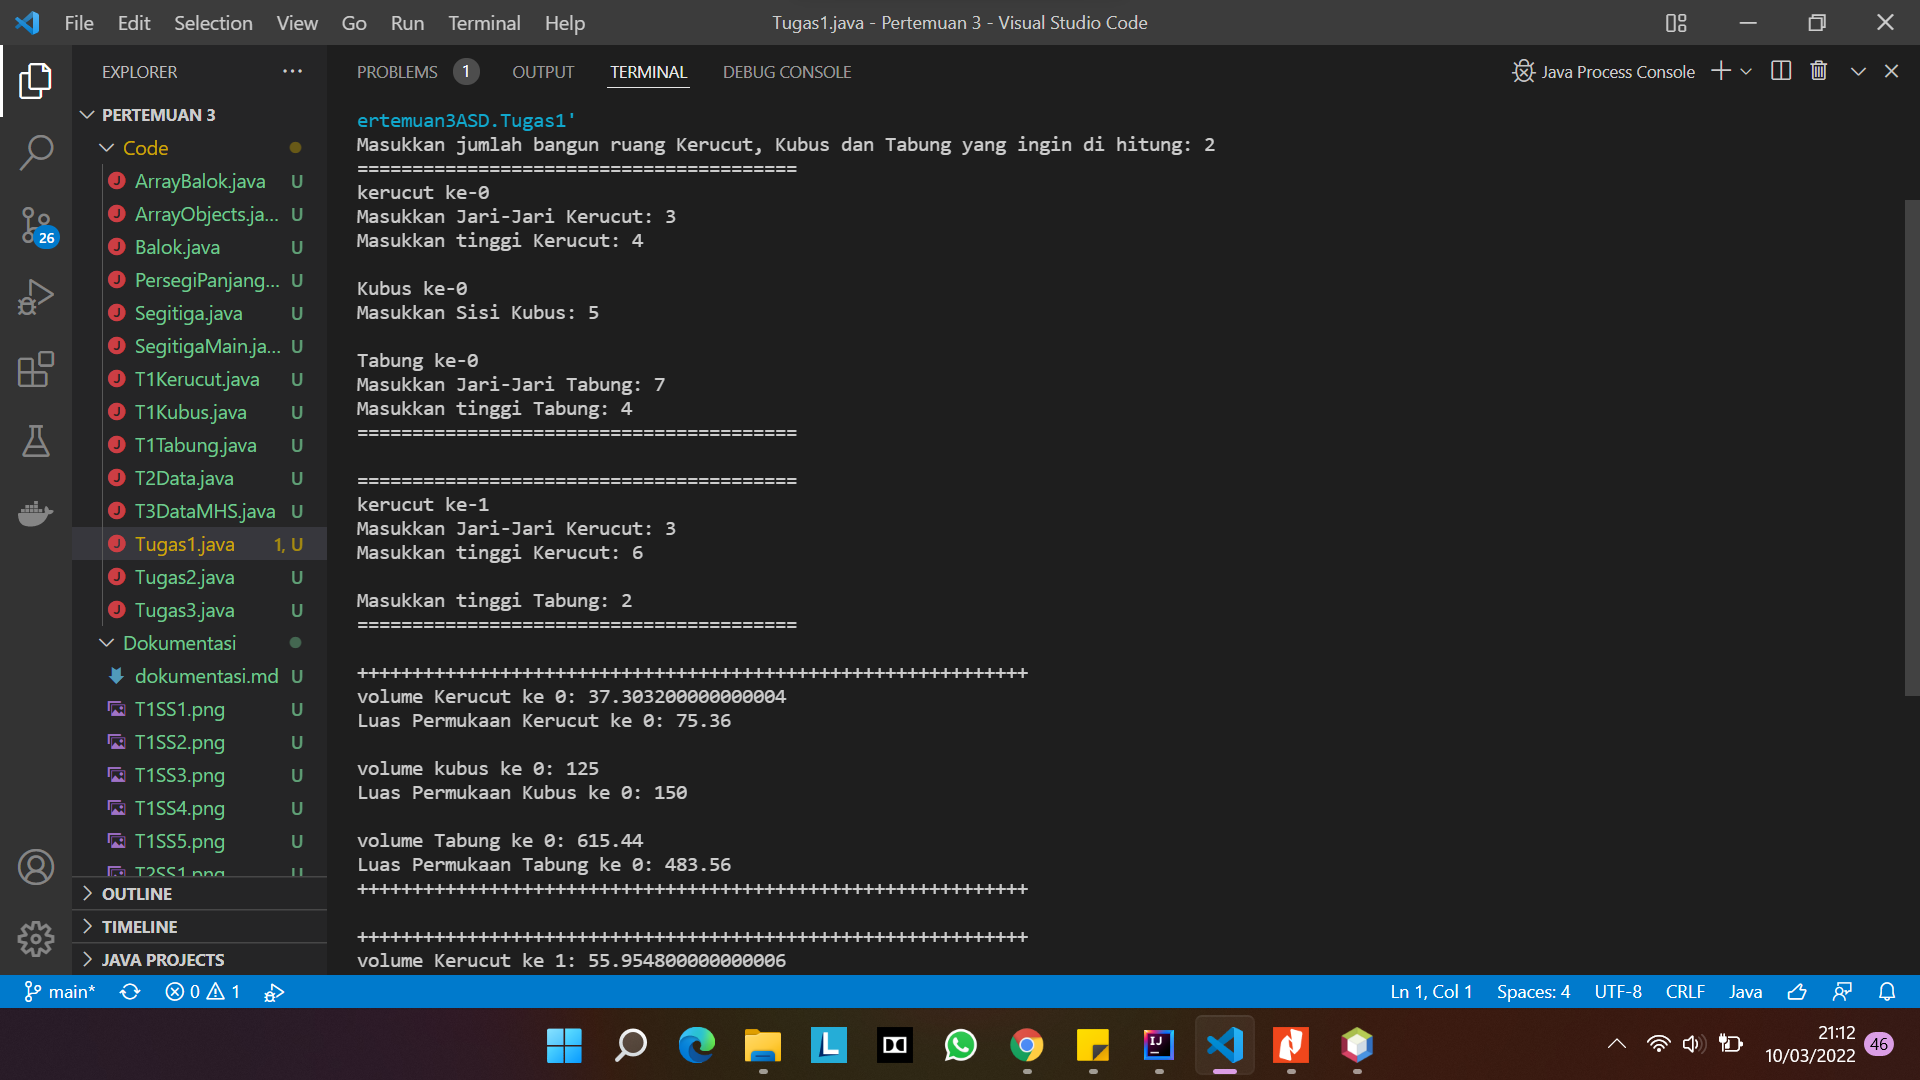 File Edit Selection View Go Run Terminal Help
Tugas1.java - Pertemuan 3 - Visual Studio Code
EXPLORER
PERTEMUAN 3
Code
ArrayBalok.java U
ArrayObjects.ja... U
Balok.java U
PersegiPanjang... U
Segitiga.java U
SegitigaMain.ja... U
T1Kerucut.java U
T1Kubus.java U
T1Tabung.java U
T2Data.java U
T3DataMHS.java U
Tugas1.java 1, U
Tugas2.java U
Tugas3.java U
Dokumentasi
dokumentasi.md U
T1SS1.png U
T1SS2.png U
T1SS3.png U
T1SS4.png U
T1SS5.png U
T2SS1.png U
OUTLINE
TIMELINE
JAVA PROJECTS
26
PROBLEMS 1 OUTPUT TERMINAL DEBUG CONSOLE
Java Process Console
ertemuan3ASD.Tugas1'
Masukkan jumlah bangun ruang Kerucut, Kubus dan Tabung yang ingin di hitung: 2
========================================
kerucut ke-0
Masukkan Jari-Jari Kerucut: 3
Masukkan tinggi Kerucut: 4
Kubus ke-0
Masukkan Sisi Kubus: 5
Tabung ke-0
Masukkan Jari-Jari Tabung: 7
Masukkan tinggi Tabung: 4
========================================
========================================
kerucut ke-1
Masukkan Jari-Jari Kerucut: 3
Masukkan tinggi Kerucut: 6
Masukkan tinggi Tabung: 2
========================================
+++++++++++++++++++++++++++++++++++++++++++++++++++++++++++++
volume Kerucut ke 0: 37.303200000000004
Luas Permukaan Kerucut ke 0: 75.36
volume kubus ke 0: 125
Luas Permukaan Kubus ke 0: 150
volume Tabung ke 0: 615.44
Luas Permukaan Tabung ke 0: 483.56
+++++++++++++++++++++++++++++++++++++++++++++++++++++++++++++
+++++++++++++++++++++++++++++++++++++++++++++++++++++++++++++
volume Kerucut ke 1: 55.954800000000006
main* 0 1
Ln 1, Col 1 Spaces: 4 UTF-8 CRLF Java
L
IJ
21:12
10/03/2022
46